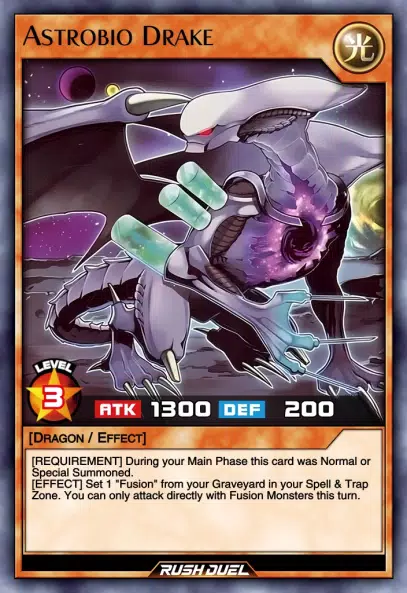 Astrobio Drake
光
LEVEL
3
ATK 1300 DEF 200
[Dragon / Effect]
[REQUIREMENT] During your Main Phase this card was Normal or
Special Summoned.
[EFFECT] Set 1 "Fusion" from your Graveyard in your Spell & Trap
Zone. You can only attack directly with Fusion Monsters this turn.
RUSH DUEL